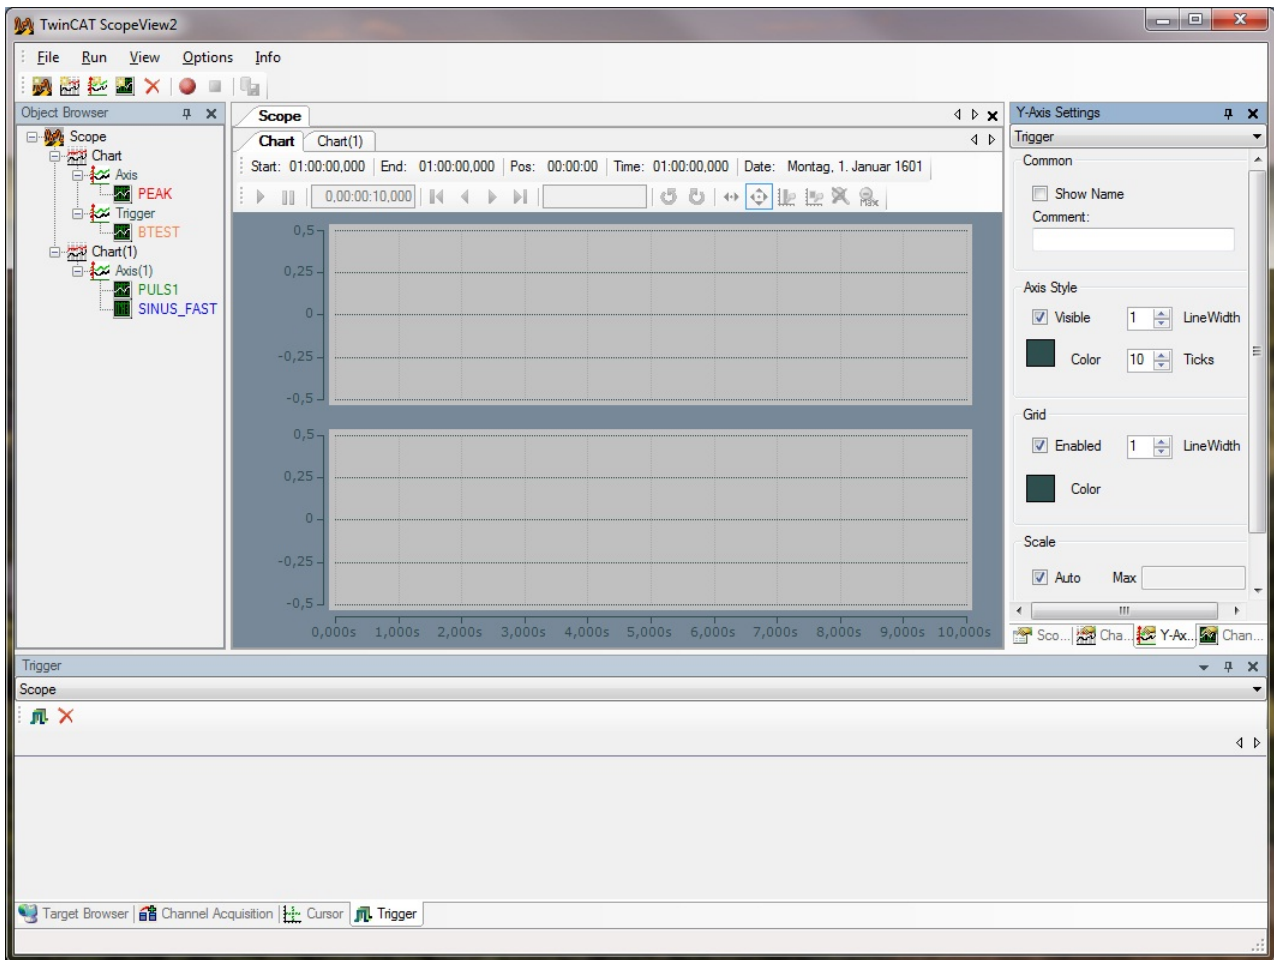 TwinCAT ScopeView2
File Run View Options Info
Object Browser
Scope
Chart
Axis
PEAK
Trigger
BTEST
Chart(1)
Axis(1)
PULS1
SINUS_FAST
Scope
Chart Chart(1)
Start: 01:00:00,000 End: 01:00:00,000 Pos: 00:00:00 Time: 01:00:00,000 Date: Montag, 1. Januar 1601
0,00:00:10,000
Max
0,5
0,25
0
-0,25
-0,5
0,5
0,25
0
-0,25
-0,5
0,000s 1,000s 2,000s 3,000s 4,000s 5,000s 6,000s 7,000s 8,000s 9,000s 10,000s
Y-Axis Settings
Trigger
Common
Show Name
Comment:
Axis Style
Visible 1 LineWidth
Color 10 Ticks
Grid
Enabled 1 LineWidth
Color
Scale
Auto Max
Sco... Cha... Y-Ax... Chan...
Trigger
Scope
Target Browser Channel Acquisition Cursor Trigger